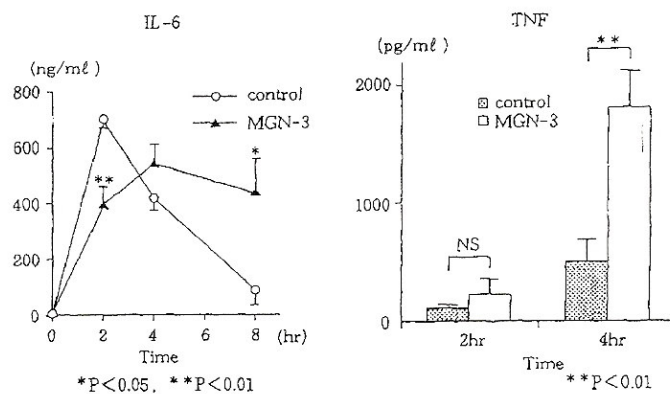 IL-6
(ng/mℓ)
800
600
400
200
0
control
MGN-3
**
*
0 2 4 6 8 (hr)
Time
*P<0.05, **P<0.01
TNF
(pg/mℓ)
2000
1000
0
control
MGN-3
NS
**
2hr 4hr
Time
**P<0.01